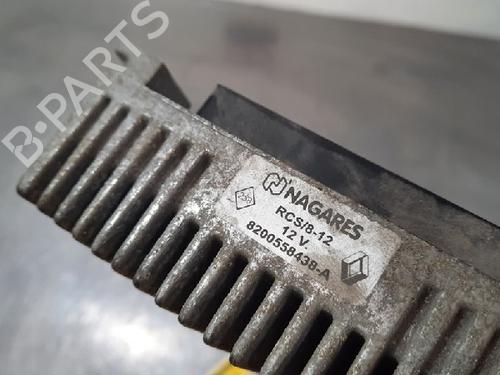 B-PARTS
NAGARES
RCS/8-12
12 V.
8200558438-A